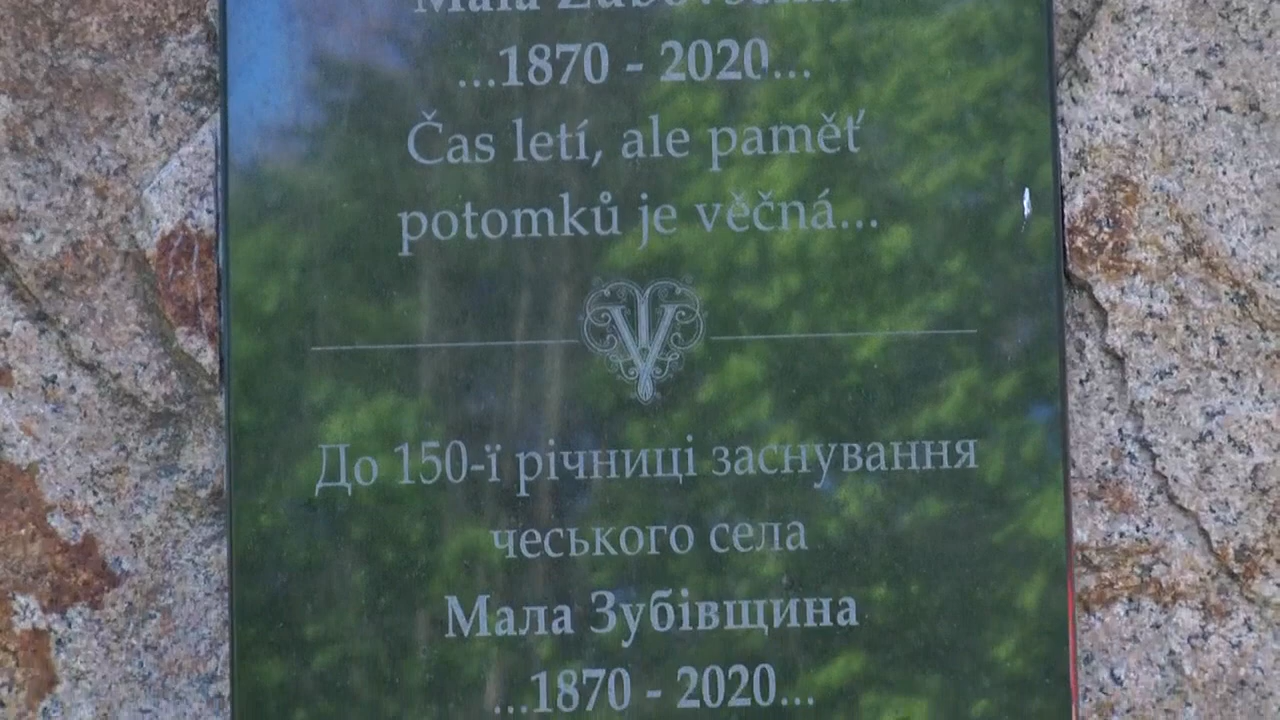 Malá
...1870 - 2020...
Čas letí, ale paměť
potomků je věčná...
До 150-ї річниці заснування
чеського села
Мала Зубівщина
...1870 - 2020...